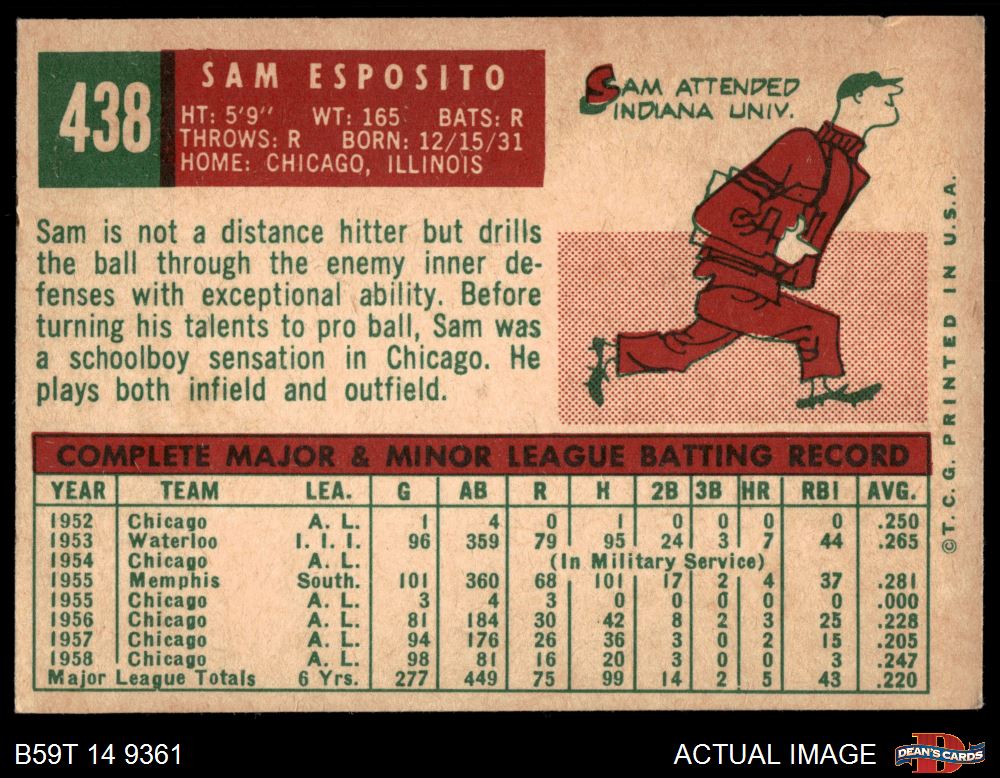 438
SAM ESPOSITO
HT: 5'9" WT: 165 BATS: R
THROWS: R BORN: 12/15/31
HOME: CHICAGO, ILLINOIS
SAM ATTENDED
INDIANA UNIV.
Sam is not a distance hitter but drills
the ball through the enemy inner de-
fenses with exceptional ability. Before
turning his talents to pro ball, Sam was
a schoolboy sensation in Chicago. He
plays both infield and outfield.
©T. C. G. PRINTED IN U.S.A.
COMPLETE MAJOR & MINOR LEAGUE BATTING RECORD
YEAR TEAM LEA. G AB R H 2B 3B HR RBI AVG.
1952 Chicago A. L. 1 4 0 1 0 0 0 0 .250
1953 Waterloo I. I. I. 96 359 79 95 24 3 7 44 .265
1954 Chicago A. L. (In Military Service)
1955 Memphis South. 101 360 68 101 17 2 4 37 .281
1955 Chicago A. L. 3 4 3 0 0 0 0 0 .000
1956 Chicago A. L. 81 184 30 42 8 2 3 25 .228
1957 Chicago A. L. 94 176 26 36 3 0 2 15 .205
1958 Chicago A. L. 98 81 16 20 3 0 0 3 .247
Major League Totals 6 Yrs. 277 449 75 99 14 2 5 43 .220
B59T 14 9361
ACTUAL IMAGE
DEAN'S CARDS